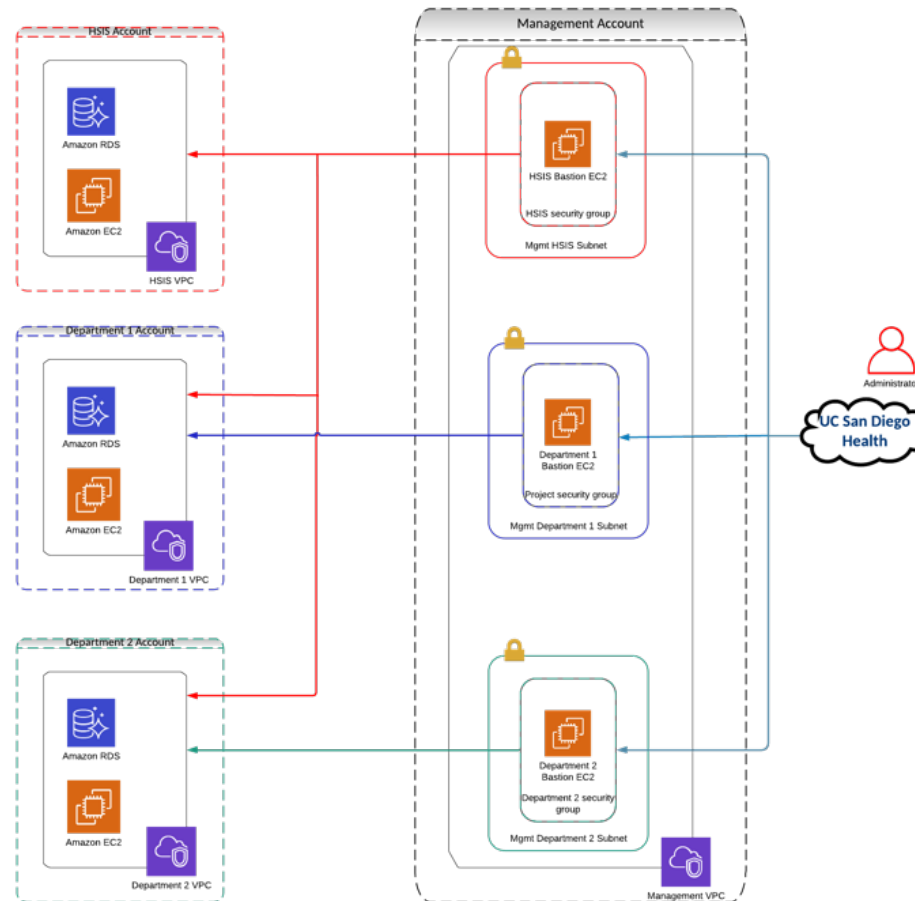 HSIS Account
Amazon RDS
Amazon EC2
HSIS VPC
Department 1 Account
Amazon RDS
Amazon EC2
Department 1 VPC
Department 2 Account
Amazon RDS
Amazon EC2
Department 2 VPC
Management Account
HSIS Bastion EC2
HSIS security group
Mgmt HSIS Subnet
Department 1
Bastion EC2
Project security group
Mgmt Department 1 Subnet
Department 2
Bastion EC2
Department 2 security
group
Mgmt Department 2 Subnet
Management VPC
Administrator
UC San Diego
Health